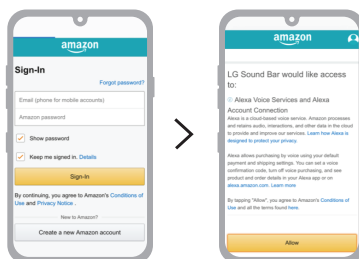 amazon
Sign-In
Forgot password?
Email (phone for mobile accounts)
Amazon password
Show password
Keep me signed in. Details
Sign-In
By continuing, you agree to Amazon's Conditions of
Use and Privacy Notice .
New to Amazon?
Create a new Amazon account
amazon
LG Sound Bar would like access
to:
Alexa Voice Services and Alexa
Account Connection
Alexa is a cloud-based voice service. Amazon processes
and retains audio, interactions, and other data in the cloud
to provide and improve our services. Learn how Alexa is
designed to protect your privacy.
Alexa allows purchasing by voice using your default
payment and shipping settings. You can set a voice
confirmation code, turn off voice purchasing, and see
product and order details in your Alexa app or on
alexa.amazon.com. Learn more
By tapping "Allow", you agree to Amazon's Conditions of
Use and all the terms found here.
Allow